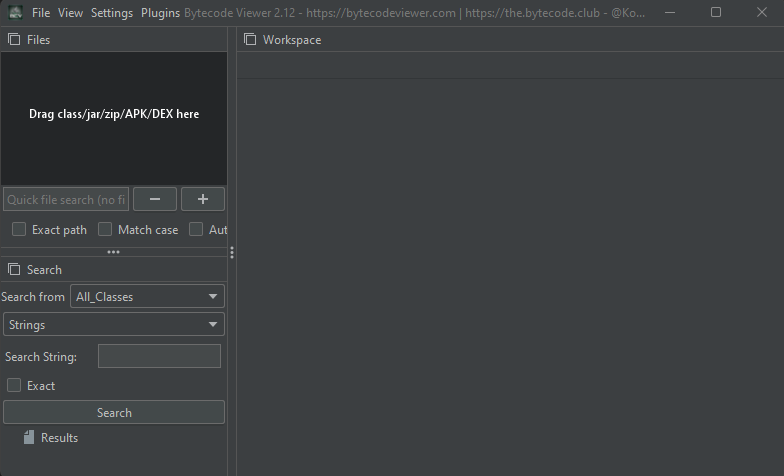 File View Settings Plugins Bytecode Viewer 2.12 - https://bytecodeviewer.com | https://the.bytecode.club - @Ko...
Files
Workspace
Drag class/jar/zip/APK/DEX here
Quick file search (no fi
Exact path Match case Aut
Search
Search from All_Classes
Strings
Search String:
Exact
Search
Results